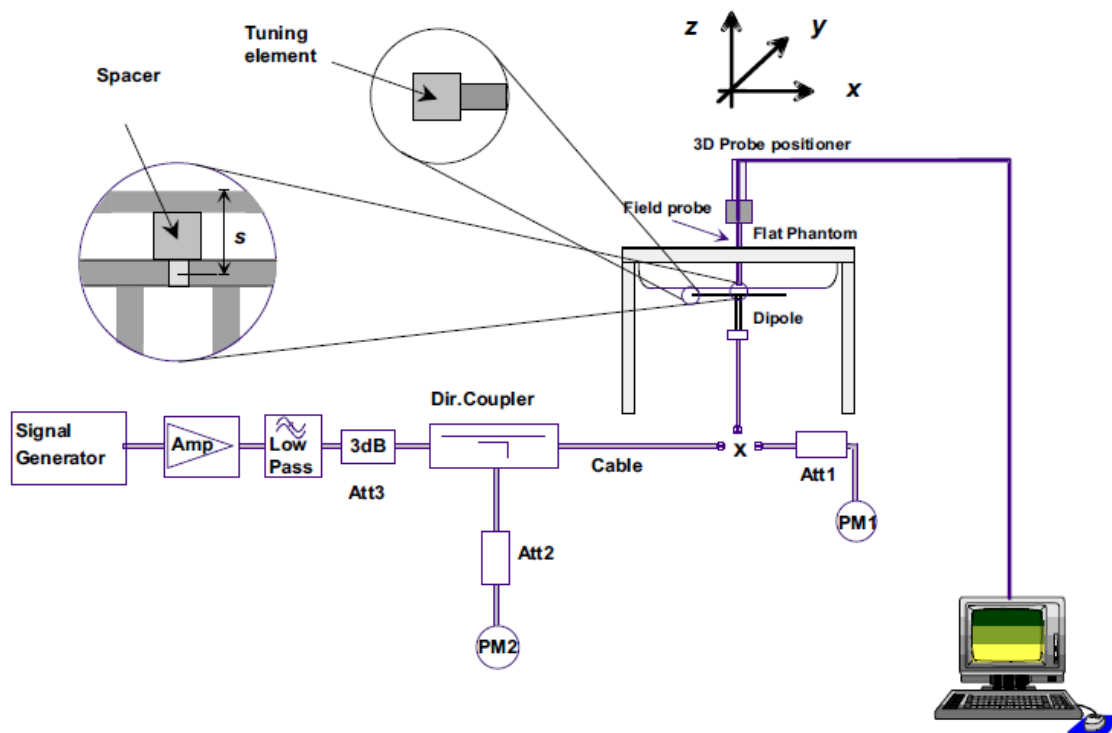 Tuning
element
Spacer
s
z
y
x
3D Probe positioner
Field probe
Flat Phantom
Dipole
Dir.Coupler
Signal
Generator
Amp
Low
Pass
3dB
Att3
Cable
x
Att1
PM1
Att2
PM2